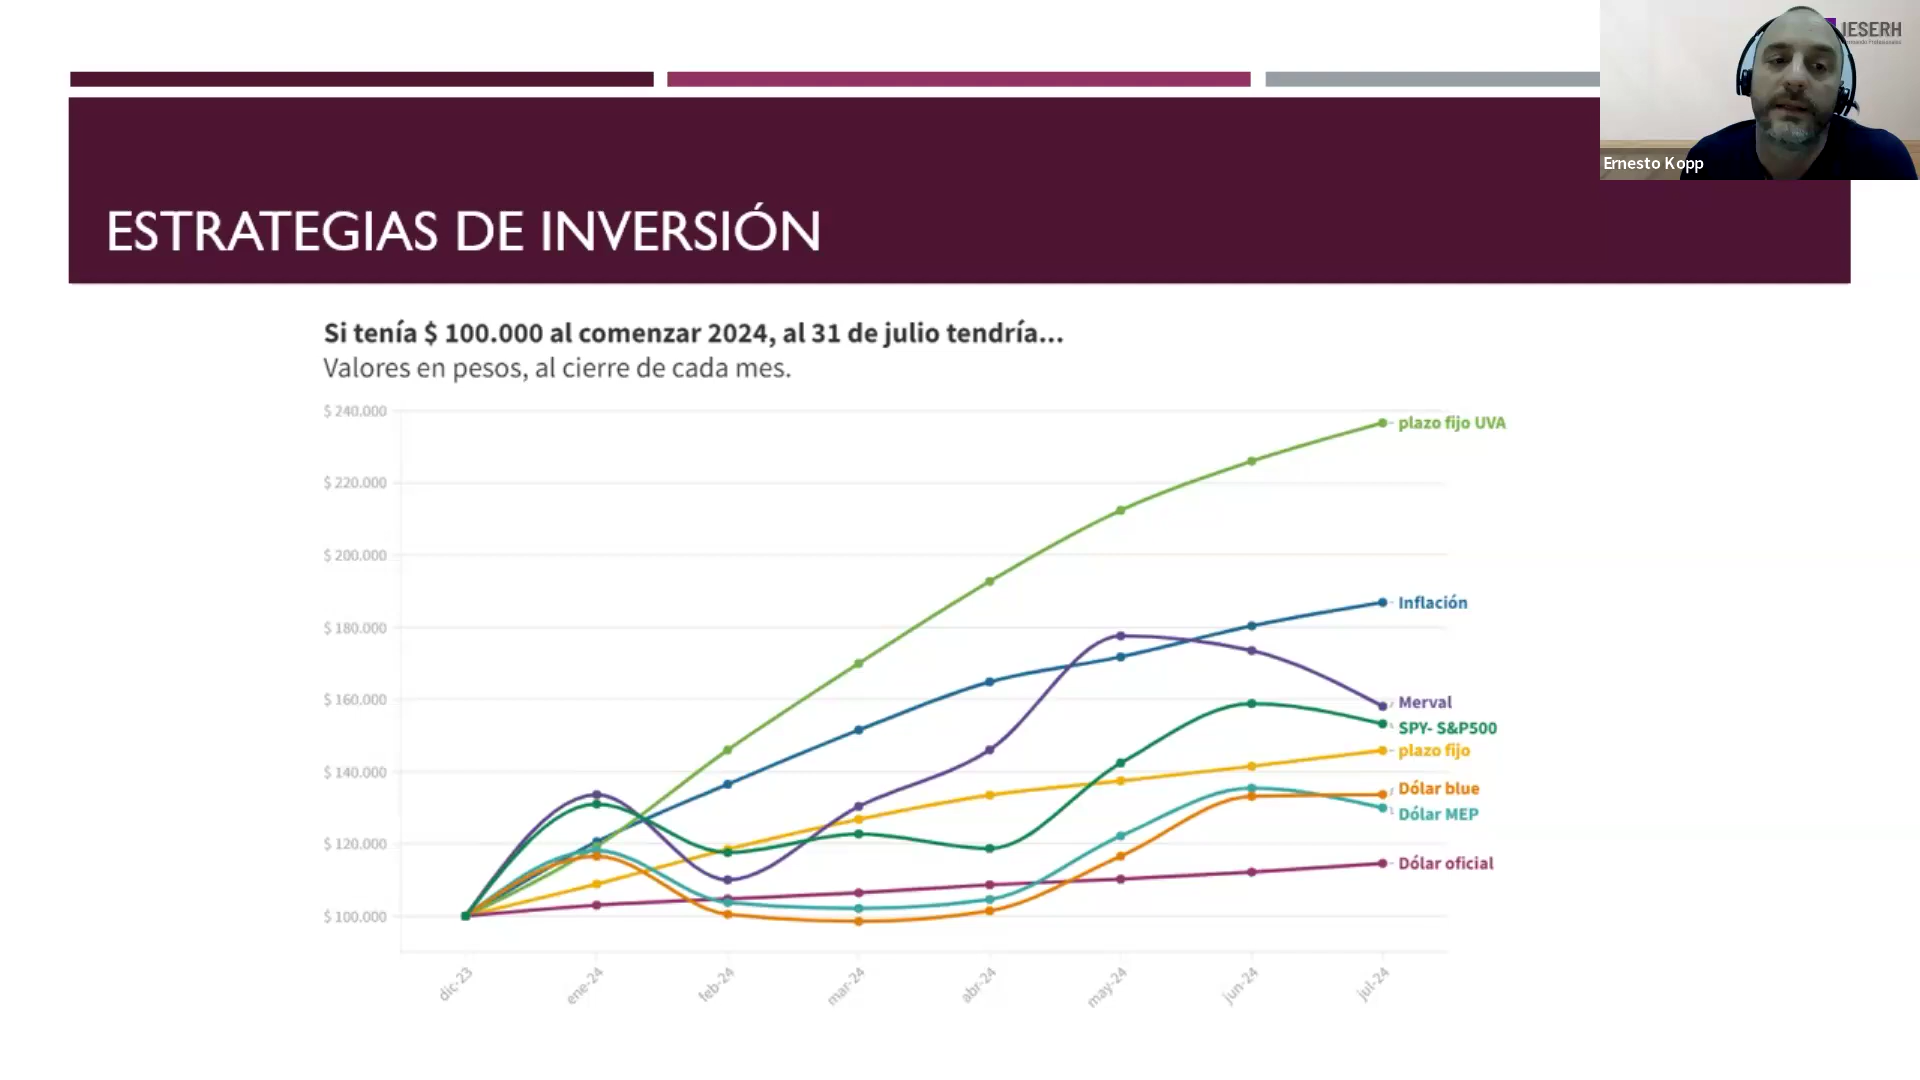 IESERH
Ernesto Kopp
ESTRATEGIAS DE INVERSIÓN
Si tenía $ 100.000 al comenzar 2024, al 31 de julio tendría...
Valores en pesos, al cierre de cada mes.
$ 240.000
$ 220.000
$ 200.000
$ 180.000
$ 160.000
$ 140.000
$ 120.000
$ 100.000
plazo fijo UVA
Inflación
Merval
SPY- S&P500
plazo fijo
Dólar blue
Dólar MEP
Dólar oficial
dic-23
ene-24
feb-24
mar-24
abr-24
may-24
jun-24
jul-24